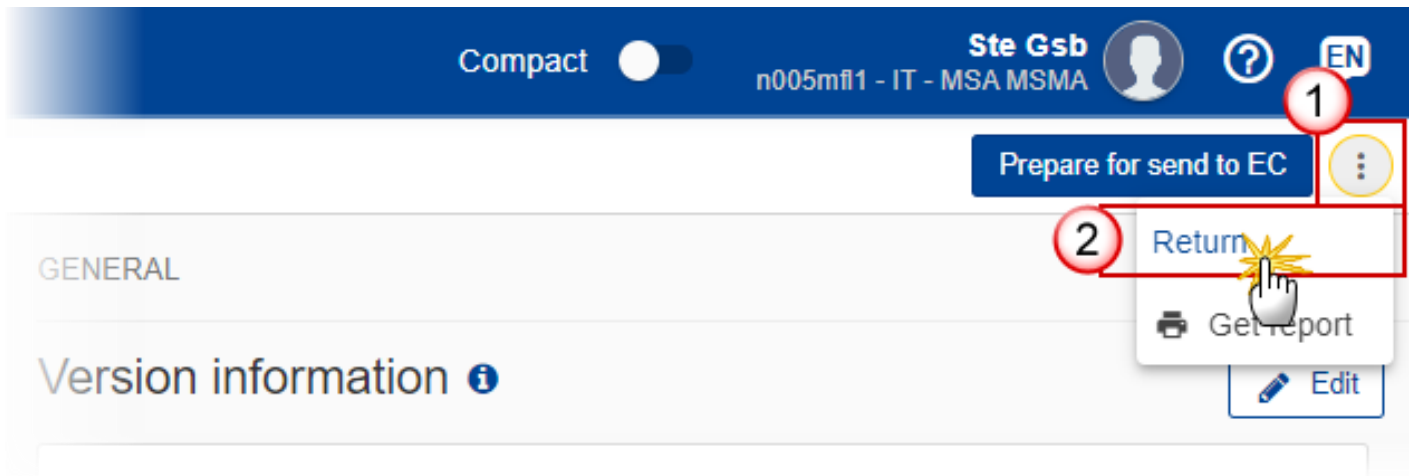 Compact
Ste Gsb
n005mfl1 - IT - MSA MSMA
EN
1
Prepare for send to EC
2
Return
GENERAL
Get report
Version information
Edit